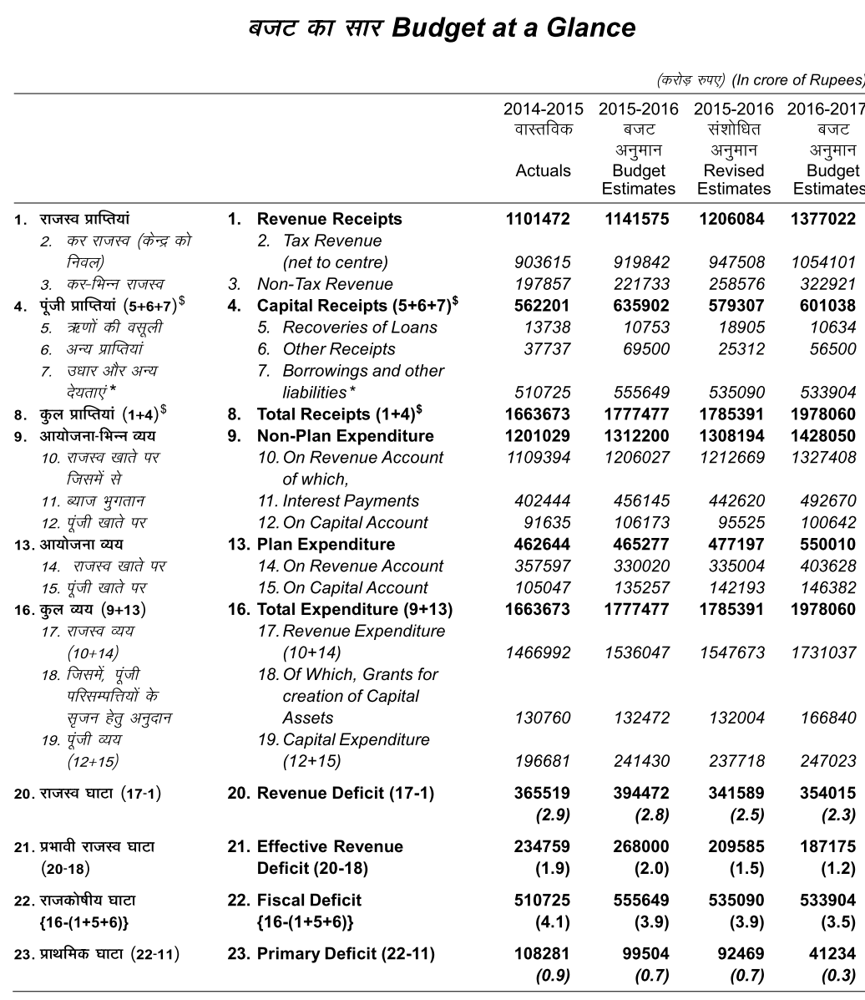 बजट का सार Budget at a Glance
(करोड़ रुपए) (In crore of Rupees)
2014-2015 2015-2016 2015-2016 2016-2017
वास्तविक बजट संशोधित बजट
अनुमान अनुमान अनुमान
Actuals Budget Revised Budget
Estimates Estimates Estimates
1. राजस्व प्राप्तियां 1. Revenue Receipts 1101472 1141575 1206084 1377022
2. कर राजस्व (केन्द्र को 2. Tax Revenue
निवल) (net to centre) 903615 919842 947508 1054101
3. कर-भिन्न राजस्व 3. Non-Tax Revenue 197857 221733 258576 322921
4. पूंजी प्राप्तियां (5+6+7)$ 4. Capital Receipts (5+6+7)$ 562201 635902 579307 601038
5. ऋणों की वसूली 5. Recoveries of Loans 13738 10753 18905 10634
6. अन्य प्राप्तियां 6. Other Receipts 37737 69500 25312 56500
7. उधार और अन्य 7. Borrowings and other
देयताएं * liabilities * 510725 555649 535090 533904
8. कुल प्राप्तियां (1+4)$ 8. Total Receipts (1+4)$ 1663673 1777477 1785391 1978060
9. आयोजना-भिन्न व्यय 9. Non-Plan Expenditure 1201029 1312200 1308194 1428050
10. राजस्व खाते पर 10. On Revenue Account 1109394 1206027 1212669 1327408
जिसमें से of which,
11. ब्याज भुगतान 11. Interest Payments 402444 456145 442620 492670
12. पूंजी खाते पर 12. On Capital Account 91635 106173 95525 100642
13. आयोजना व्यय 13. Plan Expenditure 462644 465277 477197 550010
14. राजस्व खाते पर 14. On Revenue Account 357597 330020 335004 403628
15. पूंजी खाते पर 15. On Capital Account 105047 135257 142193 146382
16. कुल व्यय (9+13) 16. Total Expenditure (9+13) 1663673 1777477 1785391 1978060
17. राजस्व व्यय 17. Revenue Expenditure
(10+14) (10+14) 1466992 1536047 1547673 1731037
18. जिसमें, पूंजी 18. Of Which, Grants for
परिसम्पत्तियों के creation of Capital
सृजन हेतु अनुदान Assets 130760 132472 132004 166840
19. पूंजी व्यय 19. Capital Expenditure
(12+15) (12+15) 196681 241430 237718 247023
20. राजस्व घाटा (17-1) 20. Revenue Deficit (17-1) 365519 394472 341589 354015
(2.9) (2.8) (2.5) (2.3)
21. प्रभावी राजस्व घाटा 21. Effective Revenue 234759 268000 209585 187175
(20-18) Deficit (20-18) (1.9) (2.0) (1.5) (1.2)
22. राजकोषीय घाटा 22. Fiscal Deficit 510725 555649 535090 533904
{16-(1+5+6)} {16-(1+5+6)} (4.1) (3.9) (3.9) (3.5)
23. प्राथमिक घाटा (22-11) 23. Primary Deficit (22-11) 108281 99504 92469 41234
(0.9) (0.7) (0.7) (0.3)